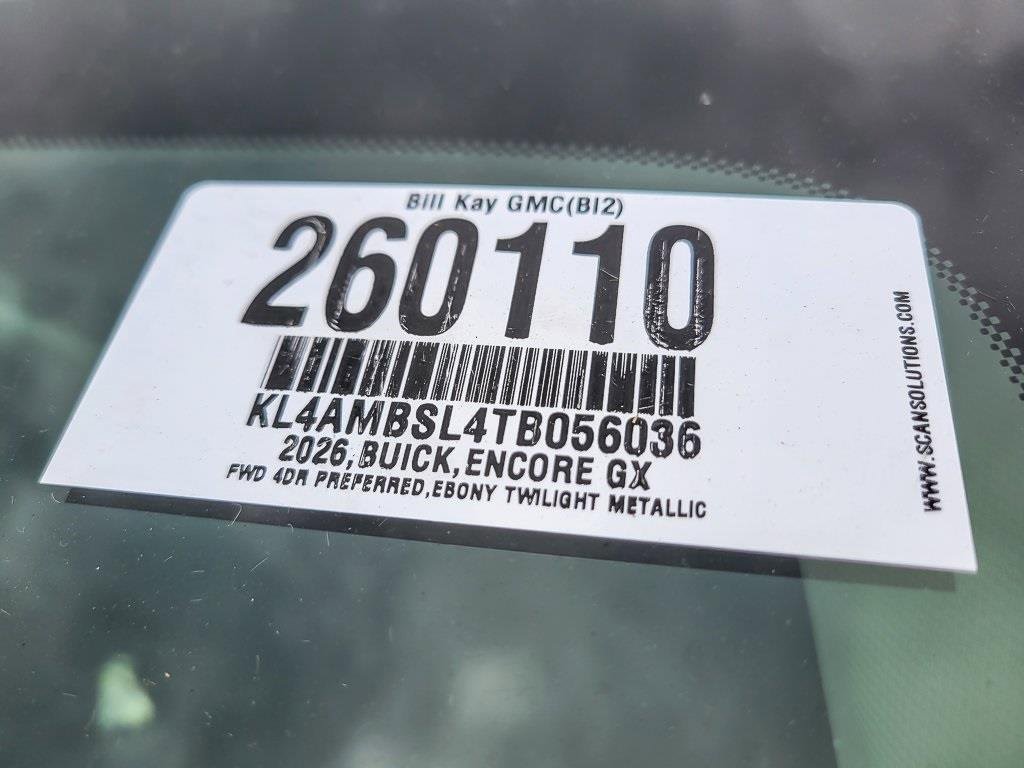 Bill Kay GMC(BI2)
260110
KL4AMBSL4TB056036
2026,BUICK,ENCORE GX
FWD 4DR PREFERRED,EBONY TWILIGHT METALLIC
WWW.SCANSOLUTIONS.COM